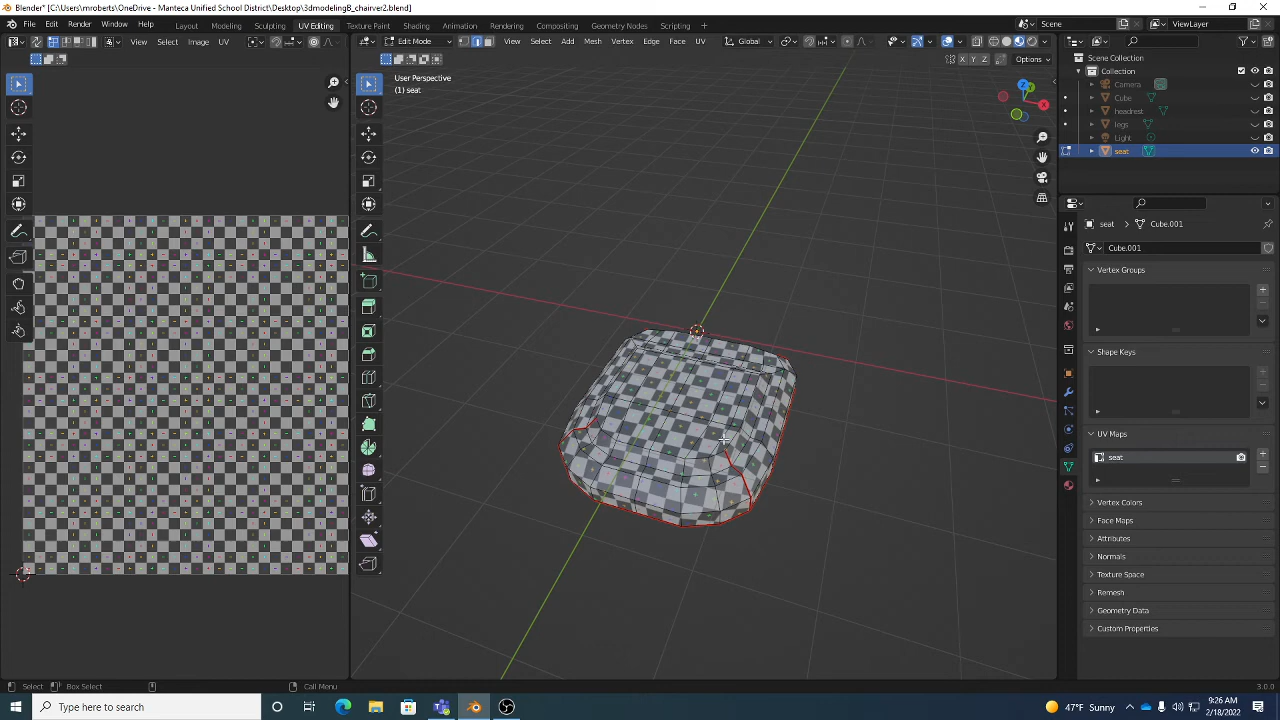 Blender* [C:\Users\mroberts\OneDrive - Manteca Unified School District\Desktop\3dmodelingB_chairver2.blend]
File Edit Render Window Help Layout Modeling Sculpting UV Editing Texture Paint Shading Animation Rendering Compositing Geometry Nodes Scripting + Scene ViewLayer
View Select Image UV Edit Mode View Select Add Mesh Vertex Edge Face UV Global
X Y Z Options
User Perspective
(1) seat
Scene Collection
Collection
Camera
Cube
headrest
legs
Light
seat
seat Cube.001
Cube.001
Vertex Groups
Shape Keys
UV Maps
seat
Vertex Colors
Face Maps
Attributes
Normals
Texture Space
Remesh
Geometry Data
Custom Properties
Select Box Select Call Menu 3.0.0
Type here to search 47°F Sunny 9:26 AM
2/18/2022